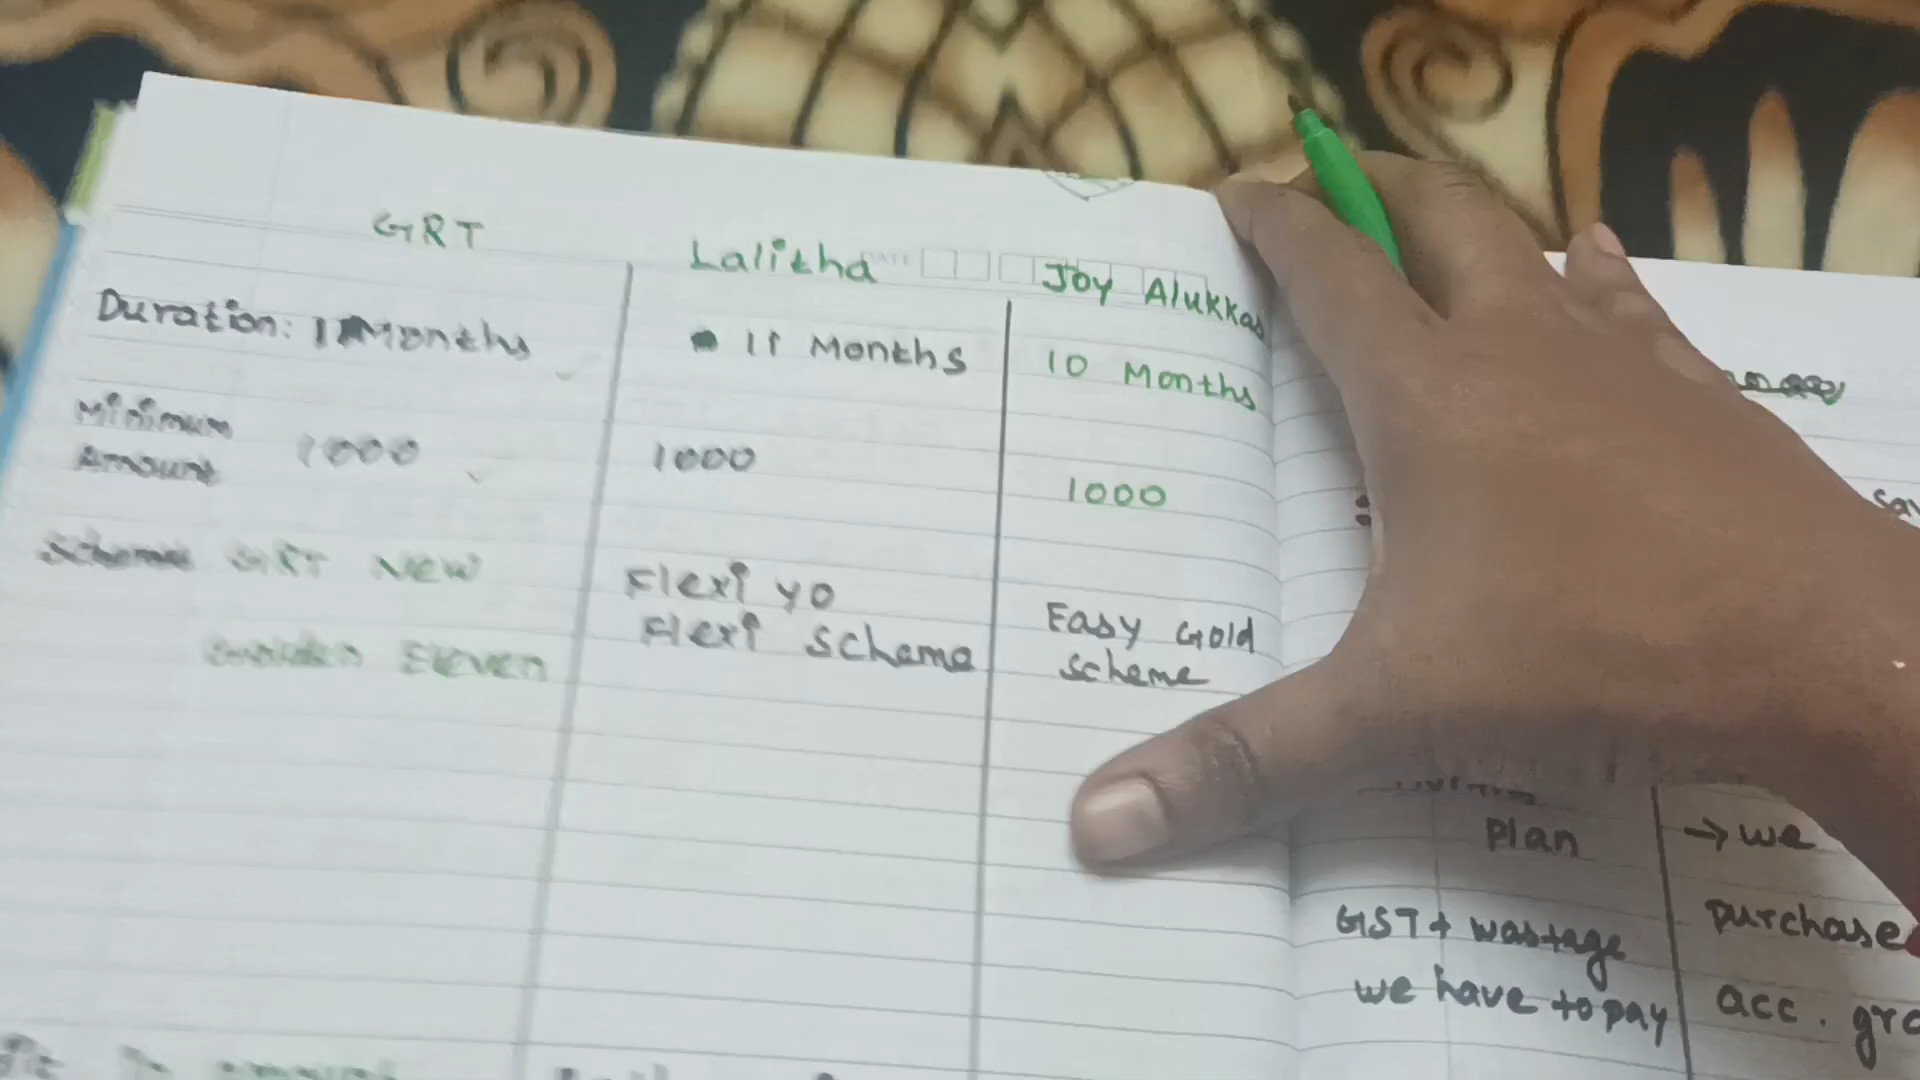 GRT
Lalitha
Joy Alukkas
Duration: 11 Months
11 Months
10 Months
Minimum
Amount 1000
1000
1000
Scheme GRT NEW
Golden Eleven
Flexi yo
Flexi Scheme
Easy Gold
Scheme
plan
GST + wastage
we have to pay
→ we
purchase
acc.